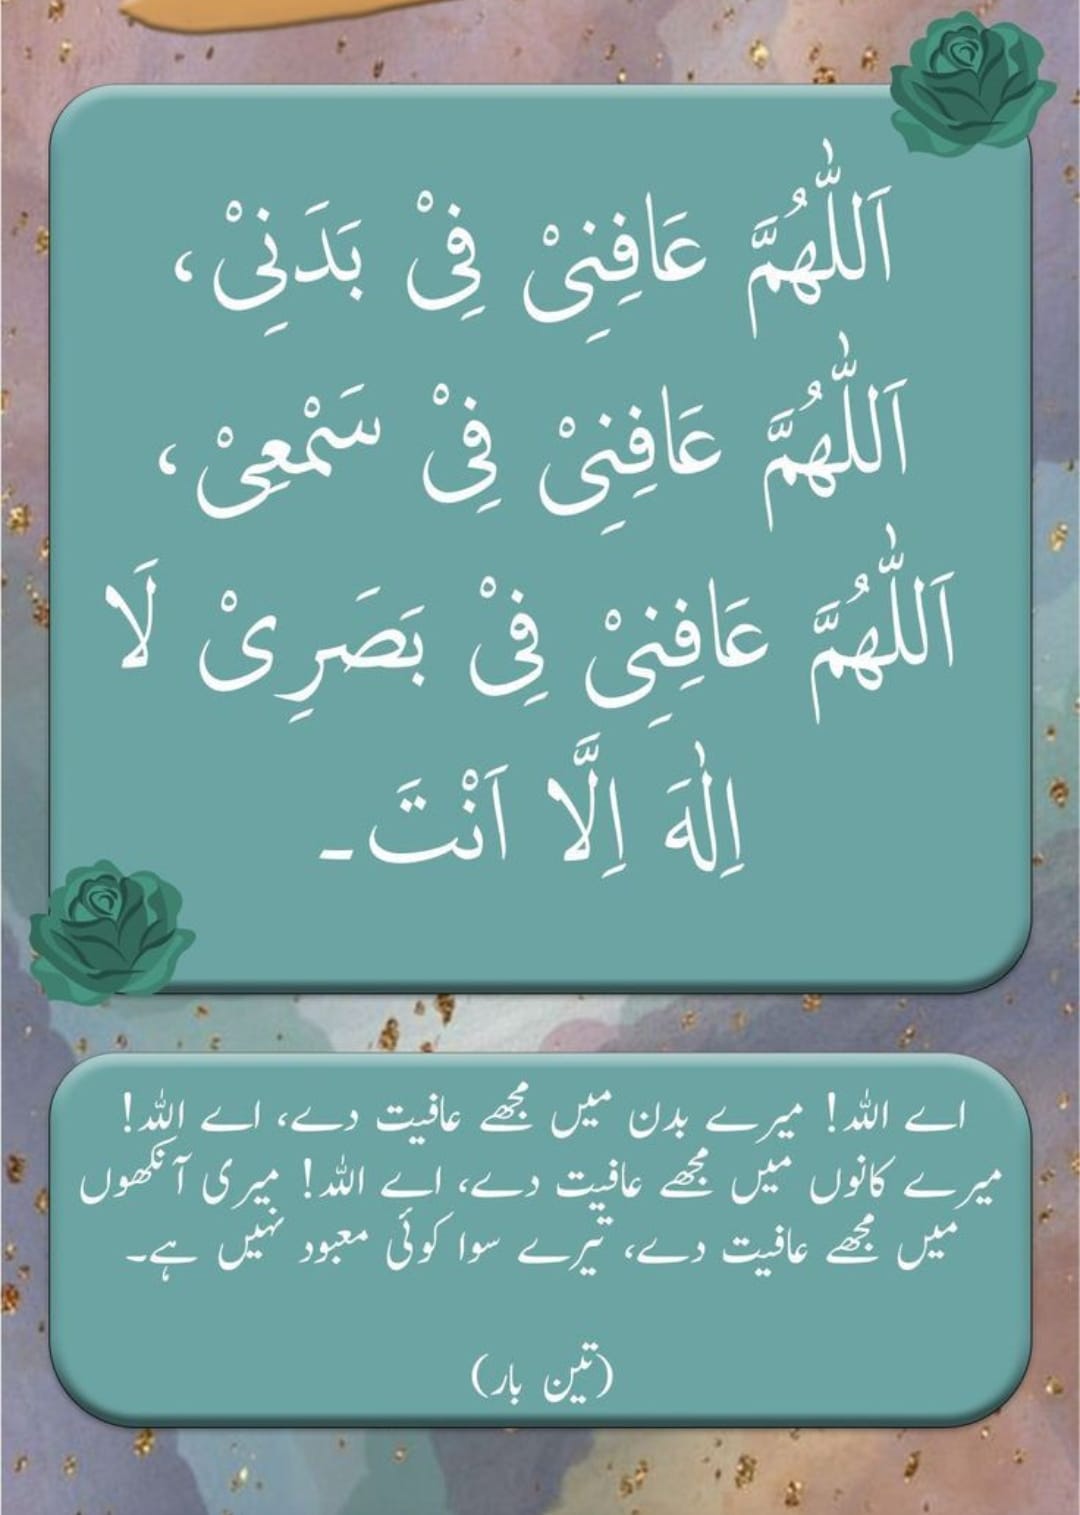 اَللّٰهُمَّ عَافِنِیْ فِیْ بَدَنِیْ،
اَللّٰهُمَّ عَافِنِیْ فِیْ سَمْعِیْ،
اَللّٰهُمَّ عَافِنِیْ فِیْ بَصَرِیْ لَا
اِلٰهَ اِلَّا اَنْتَ۔
اے اللہ! میرے بدن میں مجھے عافیت دے، اے اللہ!
میرے کانوں میں مجھے عافیت دے، اے اللہ! میری آنکھوں
میں مجھے عافیت دے، تیرے سوا کوئی معبود نہیں ہے۔
(تین بار)